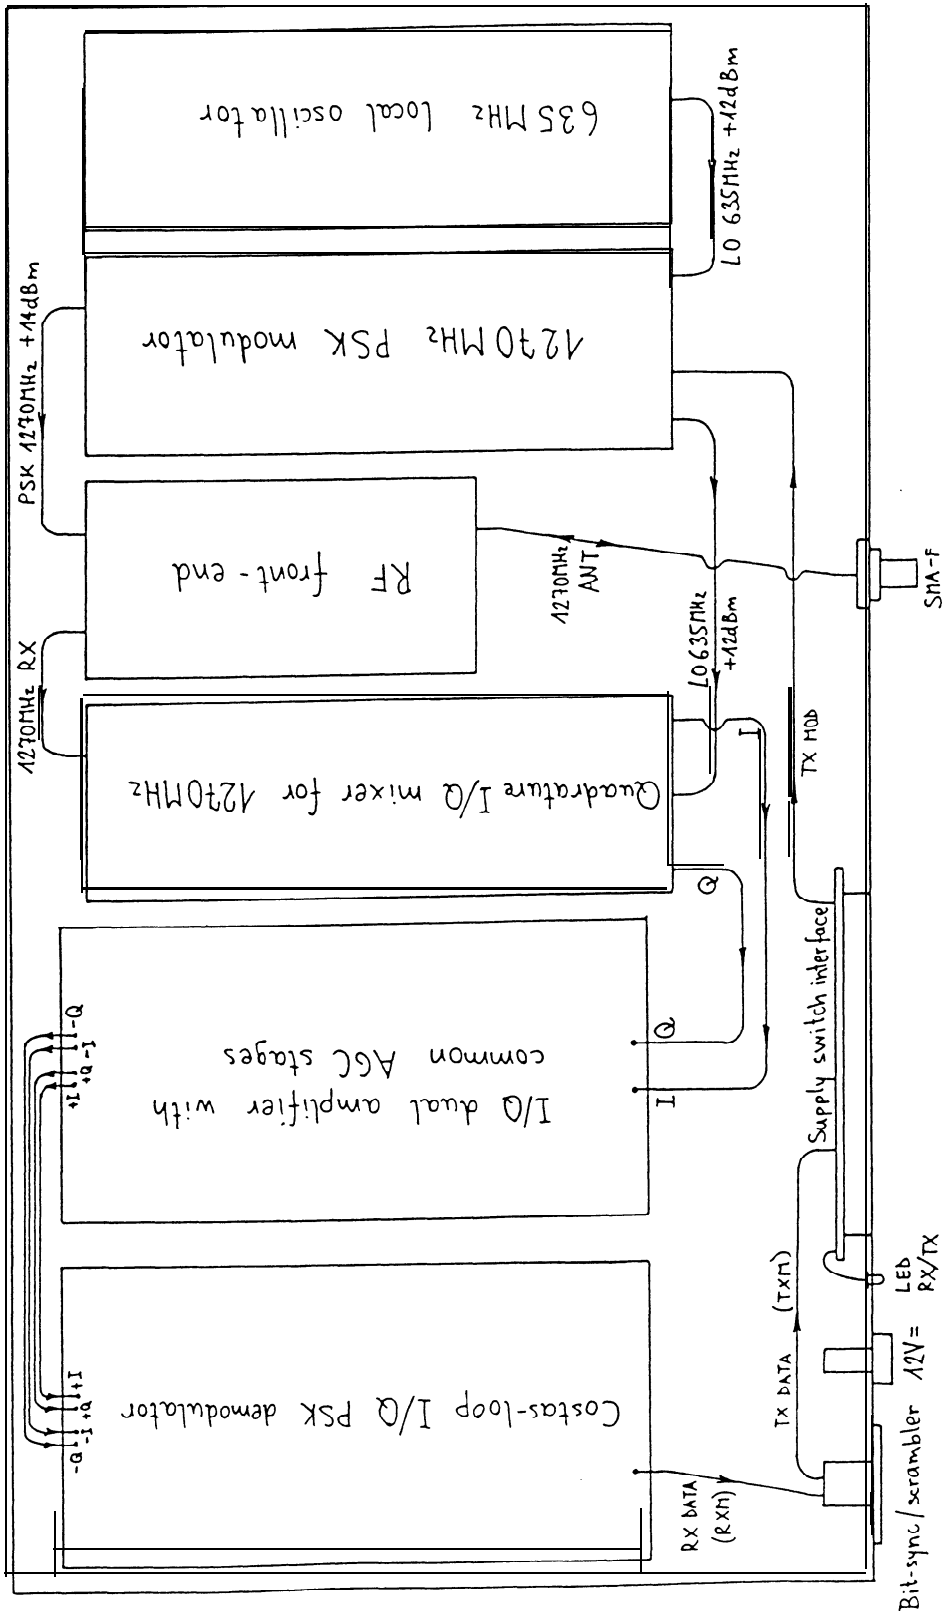 635MHz local oscillator
LO 635MHz +12dBm
1270MHz PSK modulator
PSK 1270MHz +14dBm
RF front-end
1270MHz
ANT
SMA-F
1270MHz RX
LO 635MHz
+12dBm
Quadrature I/Q mixer for 1270MHz
I
Q
TX MOD
I/Q dual amplifier with
common AGC stages
Q
I
-Q
-I
+Q
+I
Supply switch interface
Costas-loop I/Q PSK demodulator
+I
+Q
-I
-Q
TX DATA (TXM)
RX DATA
(RXM)
LED
RX/TX
12V=
Bit-sync/scrambler